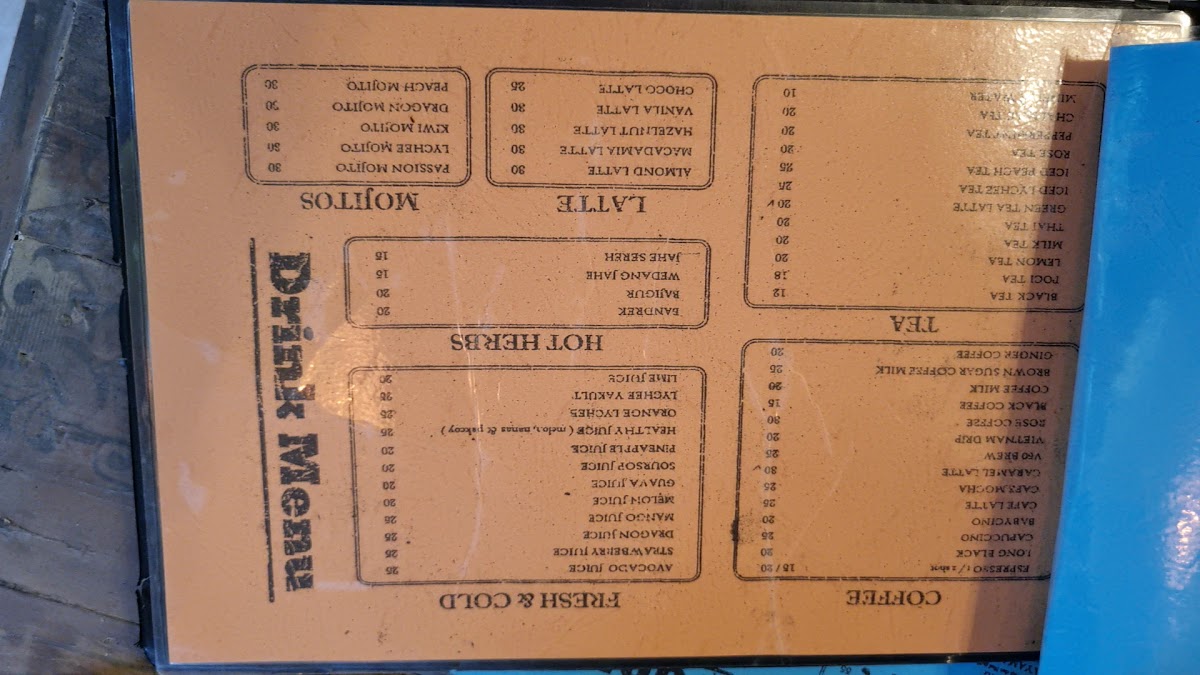 COFFEE
ESPRESSO 1/2 shot 15 / 20
LONG BLACK 20
CAPUCCINO 25
BABYCINO 20
CAFE LATTE 25
CAFE MOCHA 25
CARAMEL LATTE 30
V60 BREW 25
VIETNAM DRIP 20
ROSE COFFEE 30
BLACK COFFEE 15
COFFEE MILK 20
BROWN SUGAR COFFEE MILK 25
GINGER COFFEE 20
TEA
BLACK TEA 12
POCI TEA 18
LEMON TEA 20
MILK TEA 20
THAI TEA 20
GREEN TEA LATTE 20
ICED LYCHEE TEA 25
ICED PEACH TEA 25
ROSE TEA 20
PEPPERMINT TEA 20
TEA 20
WATER 10
FRESH & COLD
AVOCADO JUICE 25
STRAWBERRY JUICE 25
DRAGON JUICE 25
MANGO JUICE 25
MELON JUICE 20
GUAVA JUICE 20
SOURSOP JUICE 20
PINEAPPLE JUICE 20
HEALTHY JUICE ( melon, nanas & pakcoy ) 25
ORANGE LYCHEE 25
LYCHEE YAKULT 25
LIME JUICE 20
HOT HERBS
BANDREK 20
BAJIGUR 20
WEDANG JAHE 15
JAHE SEREH 15
LATTE
ALMOND LATTE 30
MACADAMIA LATTE 30
HAZELNUT LATTE 30
VANILA LATTE 30
CHOCO LATTE 25
MOJITOS
PASSION MOJITO 30
LYCHEE MOJITO 30
KIWI MOJITO 30
DRAGON MOJITO 30
PEACH MOJITO 30
Drink Menu